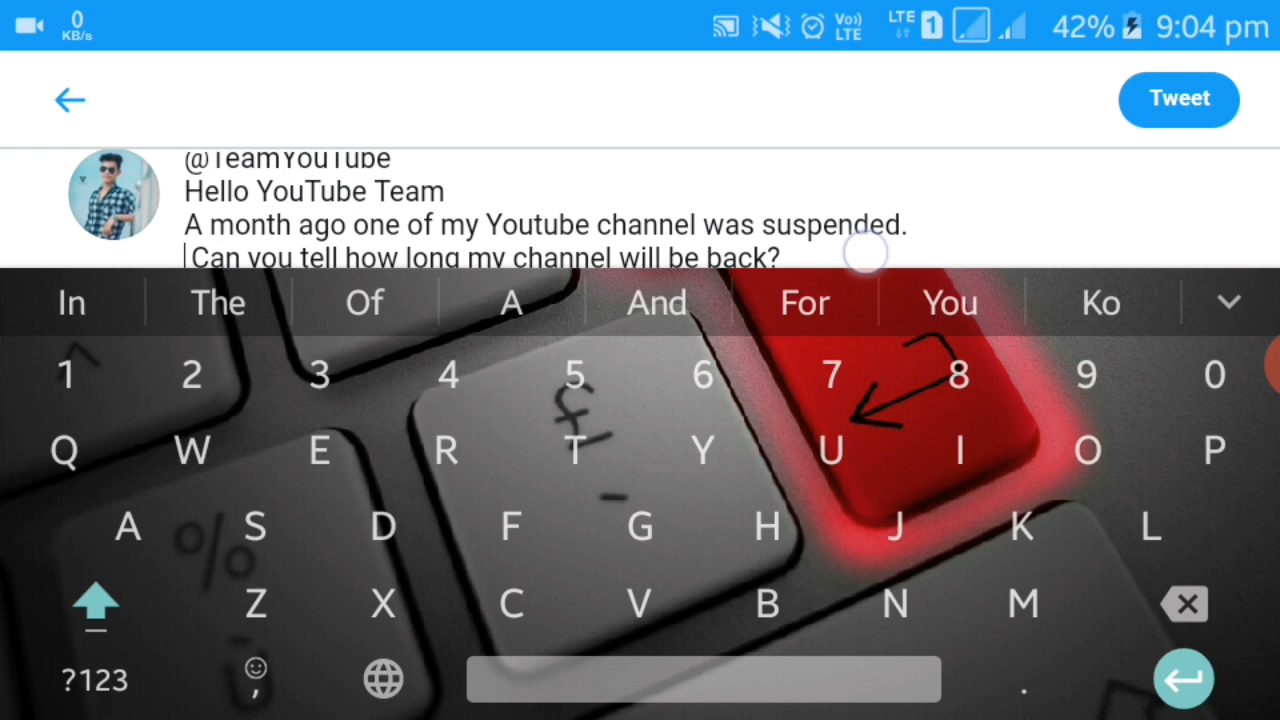 0
KB/s
Vo))
LTE
LTE
1
42%
9:04 pm
Tweet
@TeamYouTube
Hello YouTube Team
A month ago one of my Youtube channel was suspended.
Can you tell how long my channel will be back?
In The Of A And For You Ko
1 2 3 4 5 6 7 8 9 0
Q W E R T Y U I O P
A S D F G H J K L
Z X C V B N M
?123 , .
£
%